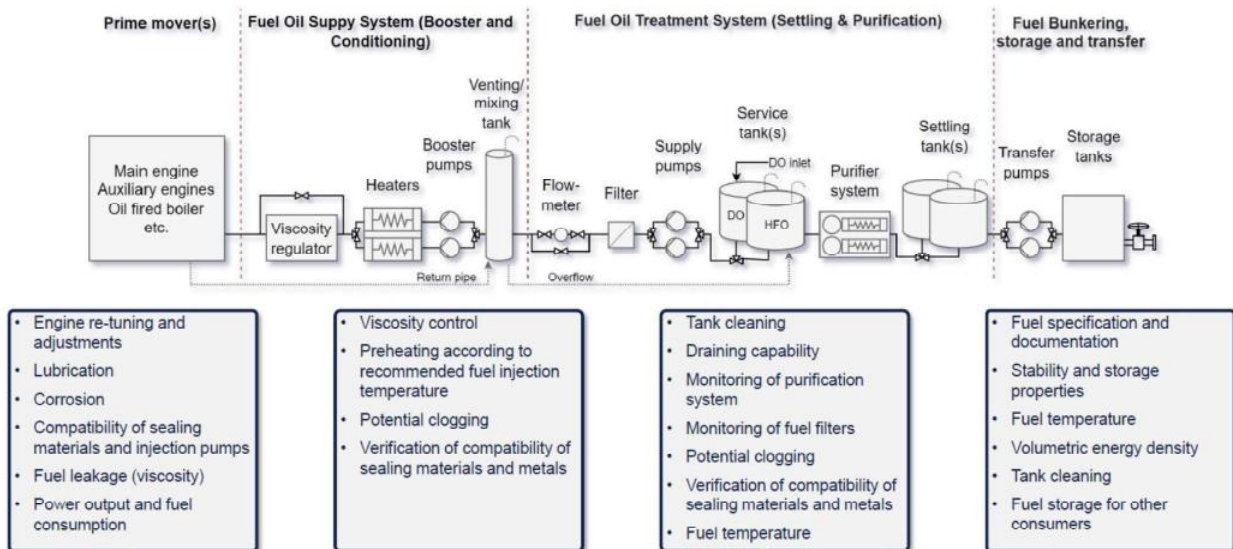 Prime mover(s)
Fuel Oil Suppy System (Booster and
Conditioning)
Fuel Oil Treatment System (Settling & Purification)
Fuel Bunkering,
storage and transfer
Venting/
mixing
tank
Booster
pumps
Heaters
Viscosity
regulator
Main engine
Auxiliary engines
Oil fired boiler
etc.
Return pipe
Flow-
meter
Filter
Supply
pumps
Service
tank(s)
DO inlet
DO
HFO
Overflow
Purifier
system
Settling
tank(s)
Transfer
pumps
Storage
tanks
• Engine re-tuning and
adjustments
• Lubrication
• Corrosion
• Compatibility of sealing
materials and injection pumps
• Fuel leakage (viscosity)
• Power output and fuel
consumption
• Viscosity control
• Preheating according to
recommended fuel injection
temperature
• Potential clogging
• Verification of compatibility of
sealing materials and metals
• Tank cleaning
• Draining capability
• Monitoring of purification
system
• Monitoring of fuel filters
• Potential clogging
• Verification of compatibility of
sealing materials and metals
• Fuel temperature
• Fuel specification and
documentation
• Stability and storage
properties
• Fuel temperature
• Volumetric energy density
• Tank cleaning
• Fuel storage for other
consumers